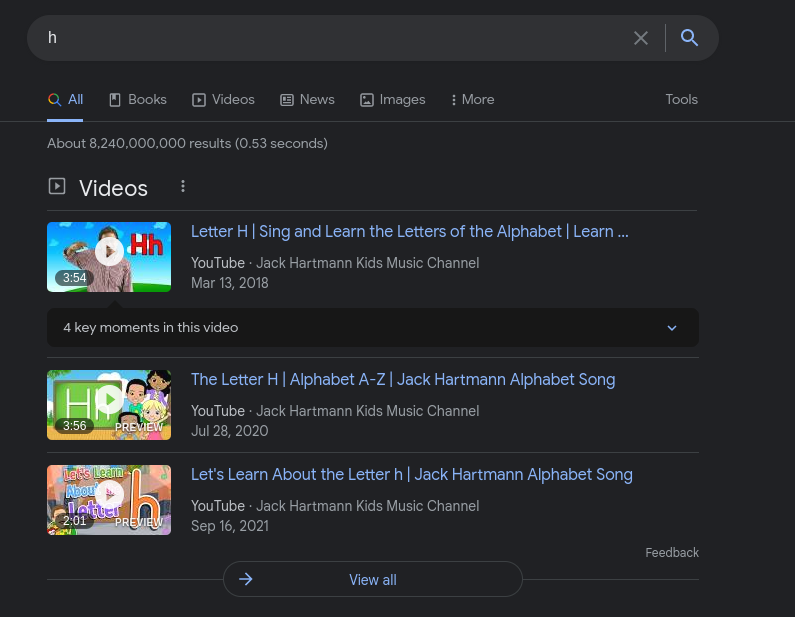 h
All Books Videos News Images More Tools
About 8,240,000,000 results (0.53 seconds)
Videos
Letter H | Sing and Learn the Letters of the Alphabet | Learn ...
Hh
3:54
YouTube · Jack Hartmann Kids Music Channel
Mar 13, 2018
4 key moments in this video
The Letter H | Alphabet A-Z | Jack Hartmann Alphabet Song
3:56
PREVIEW
YouTube · Jack Hartmann Kids Music Channel
Jul 28, 2020
Let's Learn About the Letter h | Jack Hartmann Alphabet Song
Let's Learn
About
Letter
h
2:01
PREVIEW
YouTube · Jack Hartmann Kids Music Channel
Sep 16, 2021
Feedback
View all